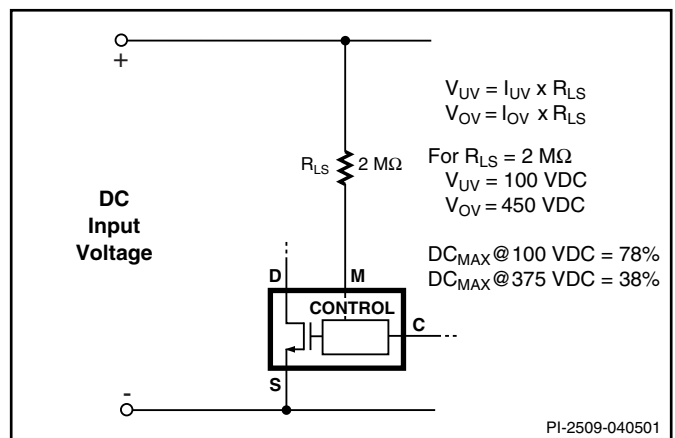 +
V_UV = I_UV x R_LS
V_OV = I_OV x R_LS
R_LS 2 MΩ
For R_LS = 2 MΩ
V_UV = 100 VDC
V_OV = 450 VDC
DC
Input
Voltage
DC_MAX@100 VDC = 78%
DC_MAX@375 VDC = 38%
D M
CONTROL
C
S
-
PI-2509-040501